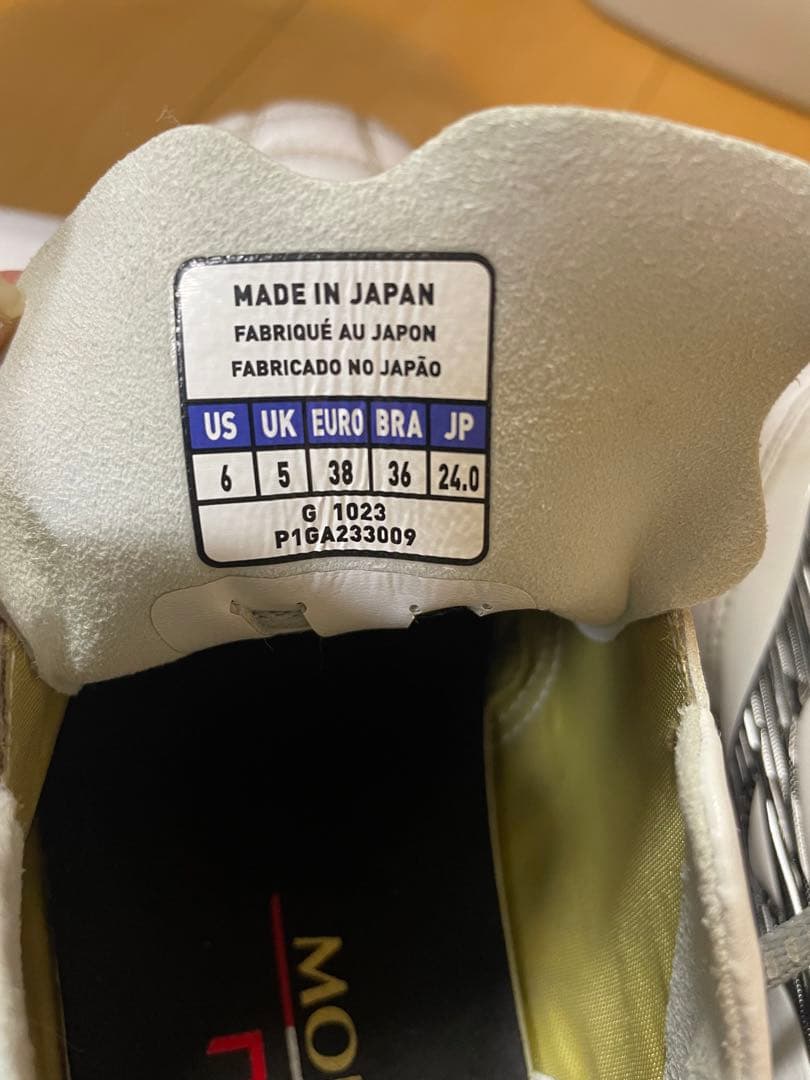 MADE IN JAPAN
FABRIQUÉ AU JAPON
FABRICADO NO JAPÃO
US UK EURO BRA JP
6 5 38 36 24.0
G 1023
P1GA233009